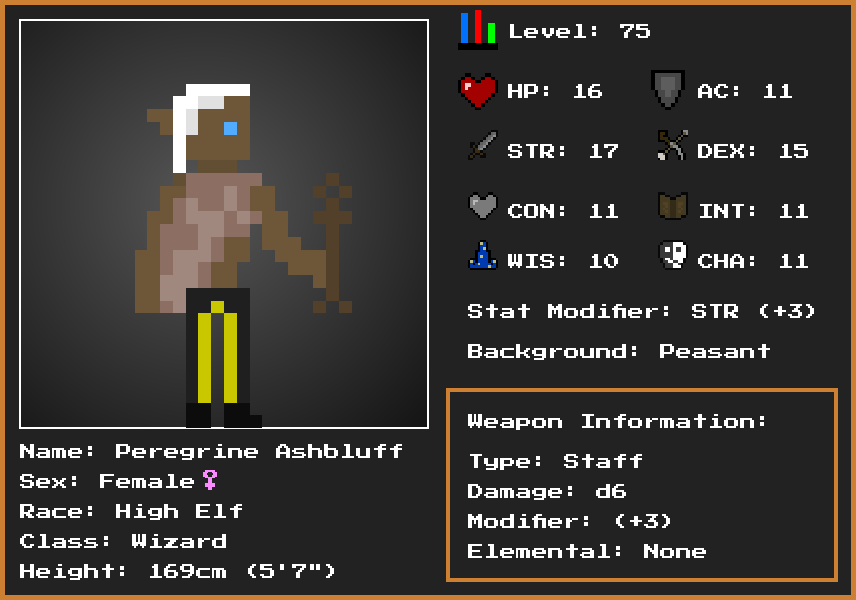 Level: 75
HP: 16
AC: 11
STR: 17
DEX: 15
CON: 11
INT: 11
WIS: 10
CHA: 11
Stat Modifier: STR (+3)
Background: Peasant
Weapon Information:
Type: Staff
Damage: d6
Modifier: (+3)
Elemental: None
Name: Peregrine Ashbluff
Sex: Female♀
Race: High Elf
Class: Wizard
Height: 169cm (5'7")